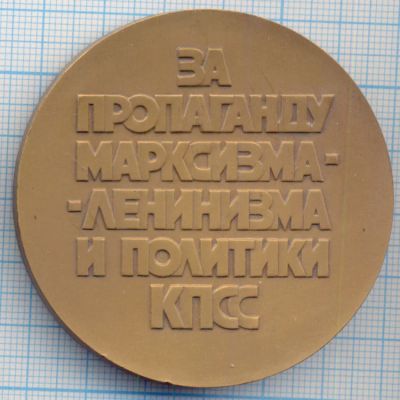 ЗА
ПРОПАГАНДУ
МАРКСИЗМА-
-ЛЕНИНИЗМА
И ПОЛИТИКИ
КПСС